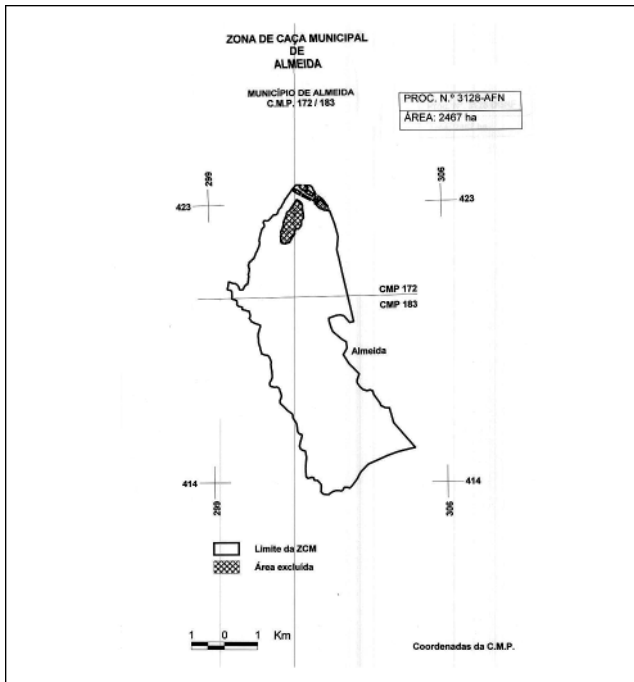 ZONA DE CAÇA MUNICIPAL
DE
ALMEIDA
MUNICÍPIO DE ALMEIDA
C.M.P. 172 / 183
PROC. N.º 3128-AFN
ÁREA: 2467 ha
299
306
423
423
CMP 172
CMP 183
Almeida
414
414
299
306
Limite da ZCM
Área excluída
1 0 1 Km
Coordenadas da C.M.P.